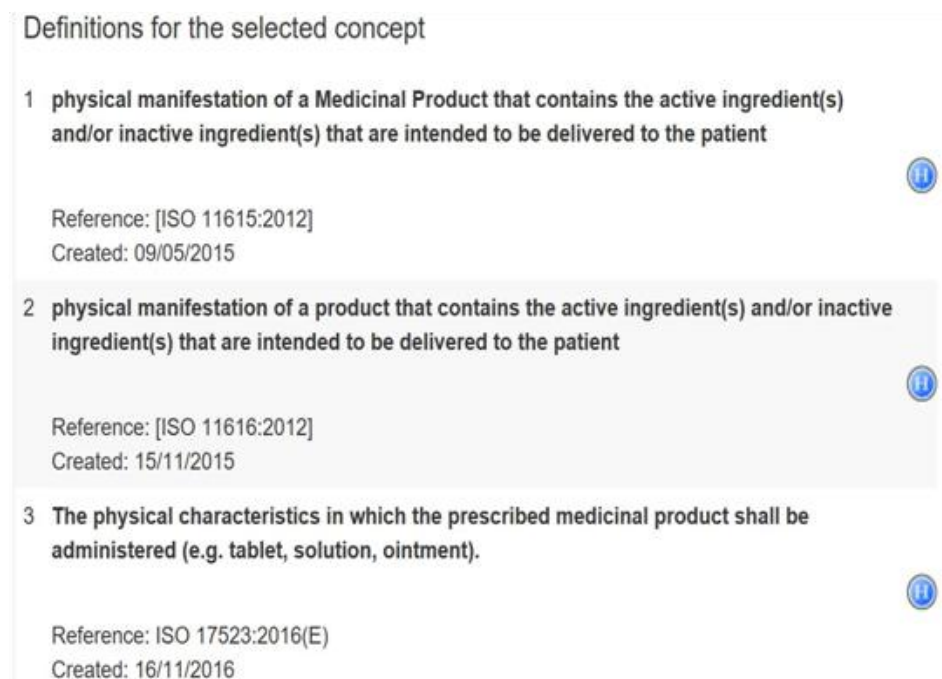 Definitions for the selected concept
1 physical manifestation of a Medicinal Product that contains the active ingredient(s)
and/or inactive ingredient(s) that are intended to be delivered to the patient
H
Reference: [ISO 11615:2012]
Created: 09/05/2015
2 physical manifestation of a product that contains the active ingredient(s) and/or inactive
ingredient(s) that are intended to be delivered to the patient
H
Reference: [ISO 11616:2012]
Created: 15/11/2015
3 The physical characteristics in which the prescribed medicinal product shall be
administered (e.g. tablet, solution, ointment).
H
Reference: ISO 17523:2016(E)
Created: 16/11/2016